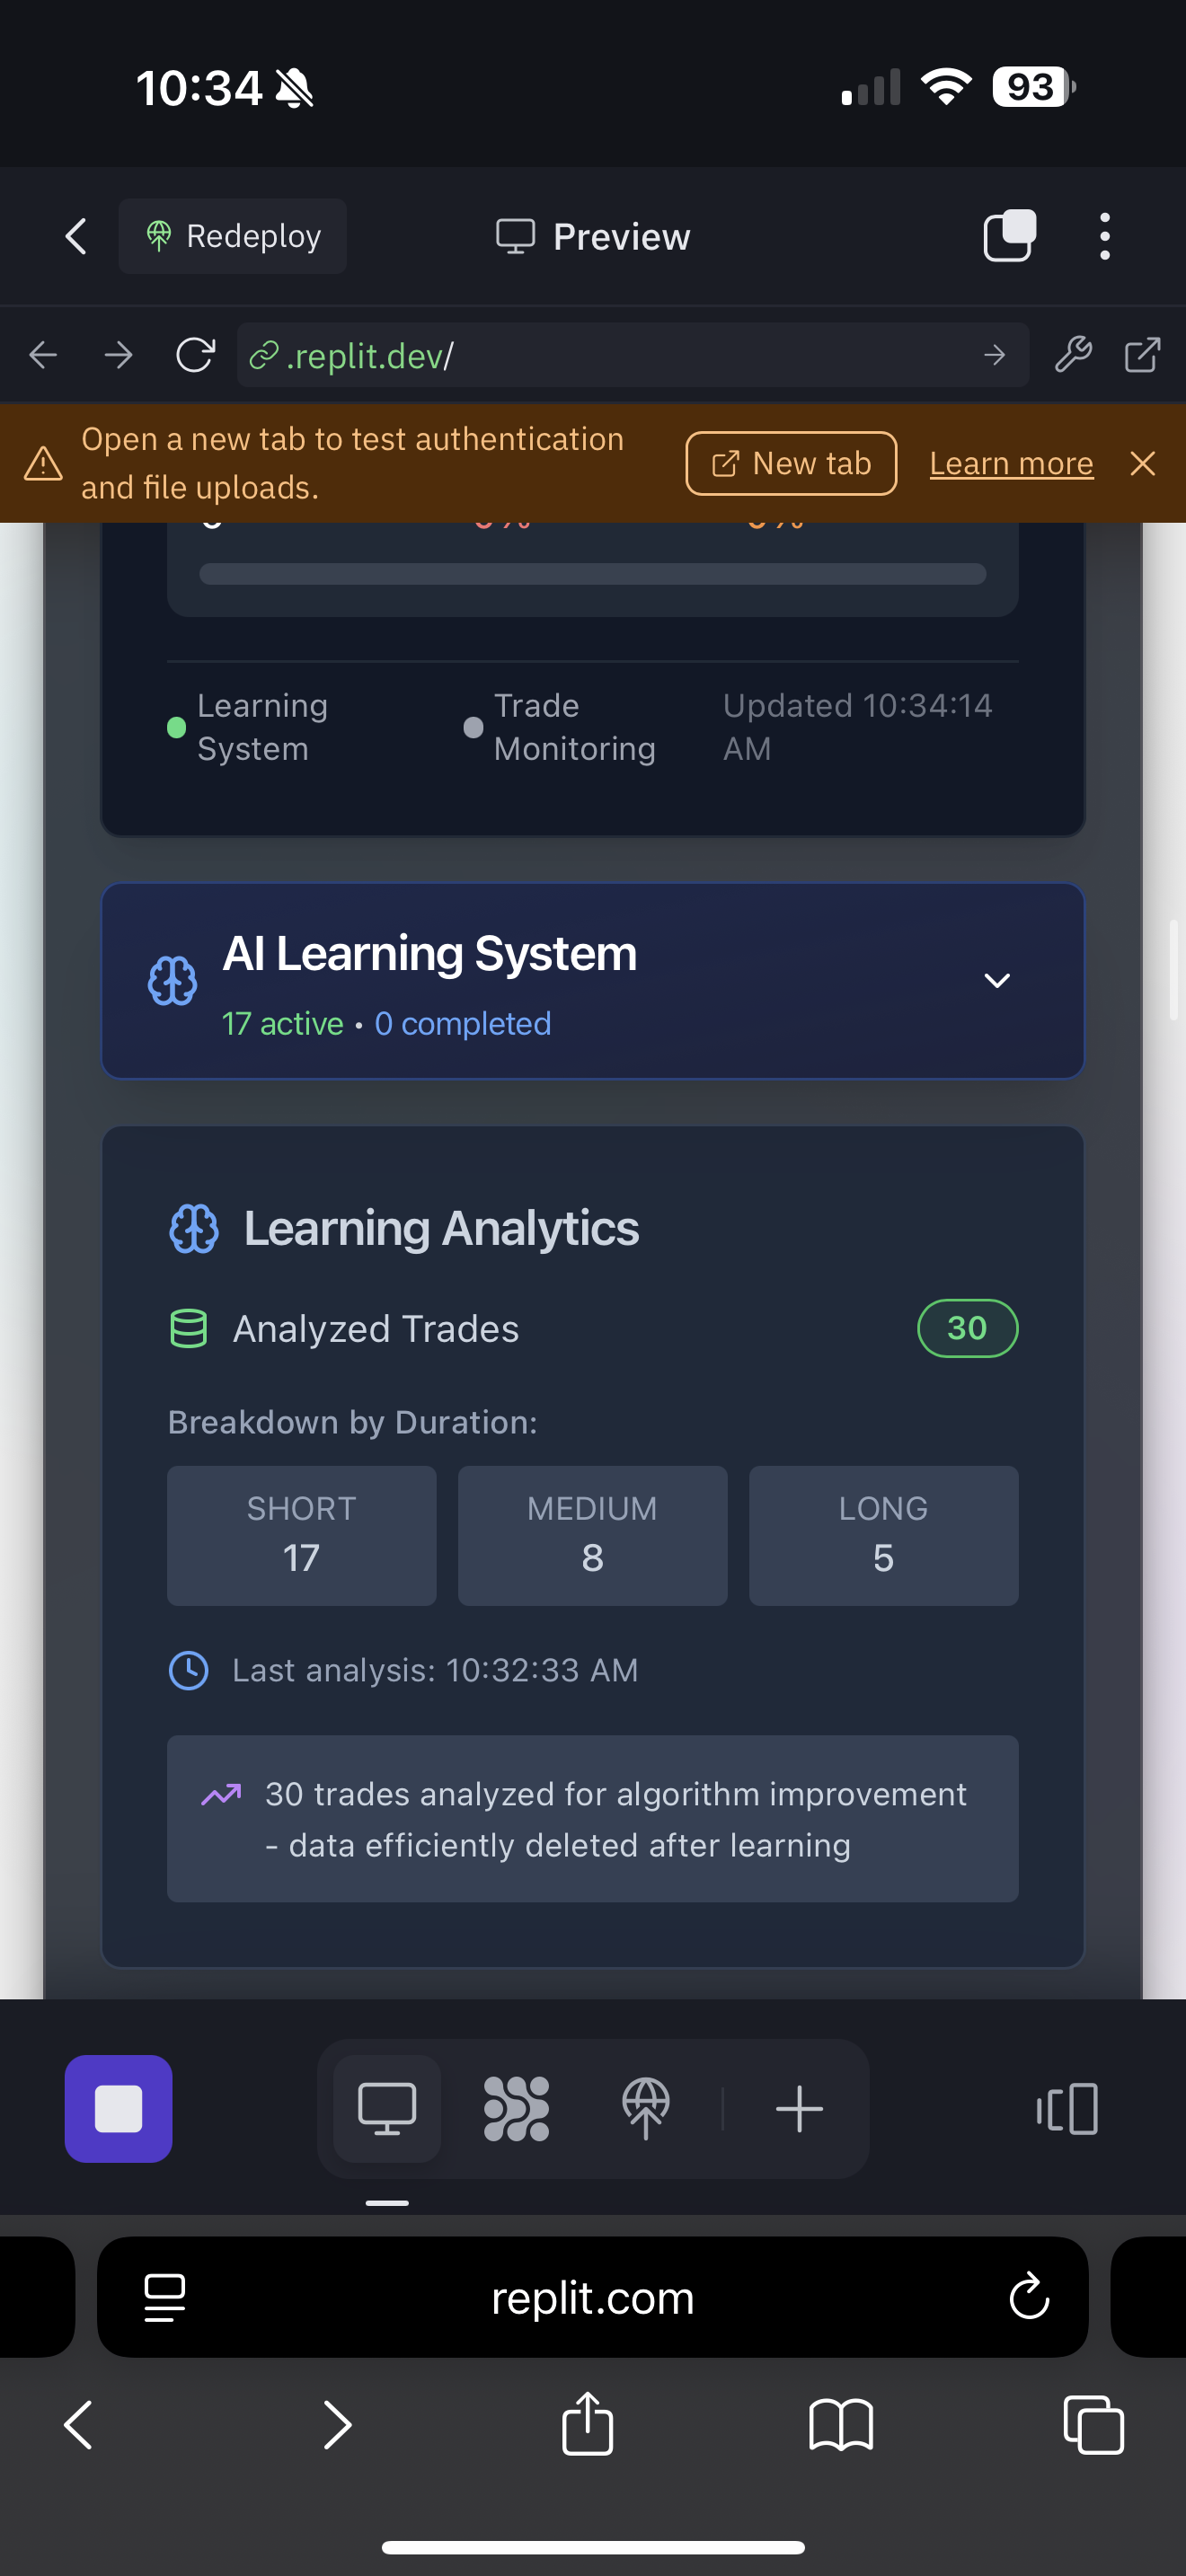 10:34
93
Redeploy
Preview
.replit.dev/
Open a new tab to test authentication
and file uploads.
New tab
Learn more
Learning
System
Trade
Monitoring
Updated 10:34:14
AM
AI Learning System
17 active • 0 completed
Learning Analytics
Analyzed Trades
30
Breakdown by Duration:
SHORT
MEDIUM
LONG
17
8
5
Last analysis: 10:32:33 AM
30 trades analyzed for algorithm improvement
- data efficiently deleted after learning
replit.com